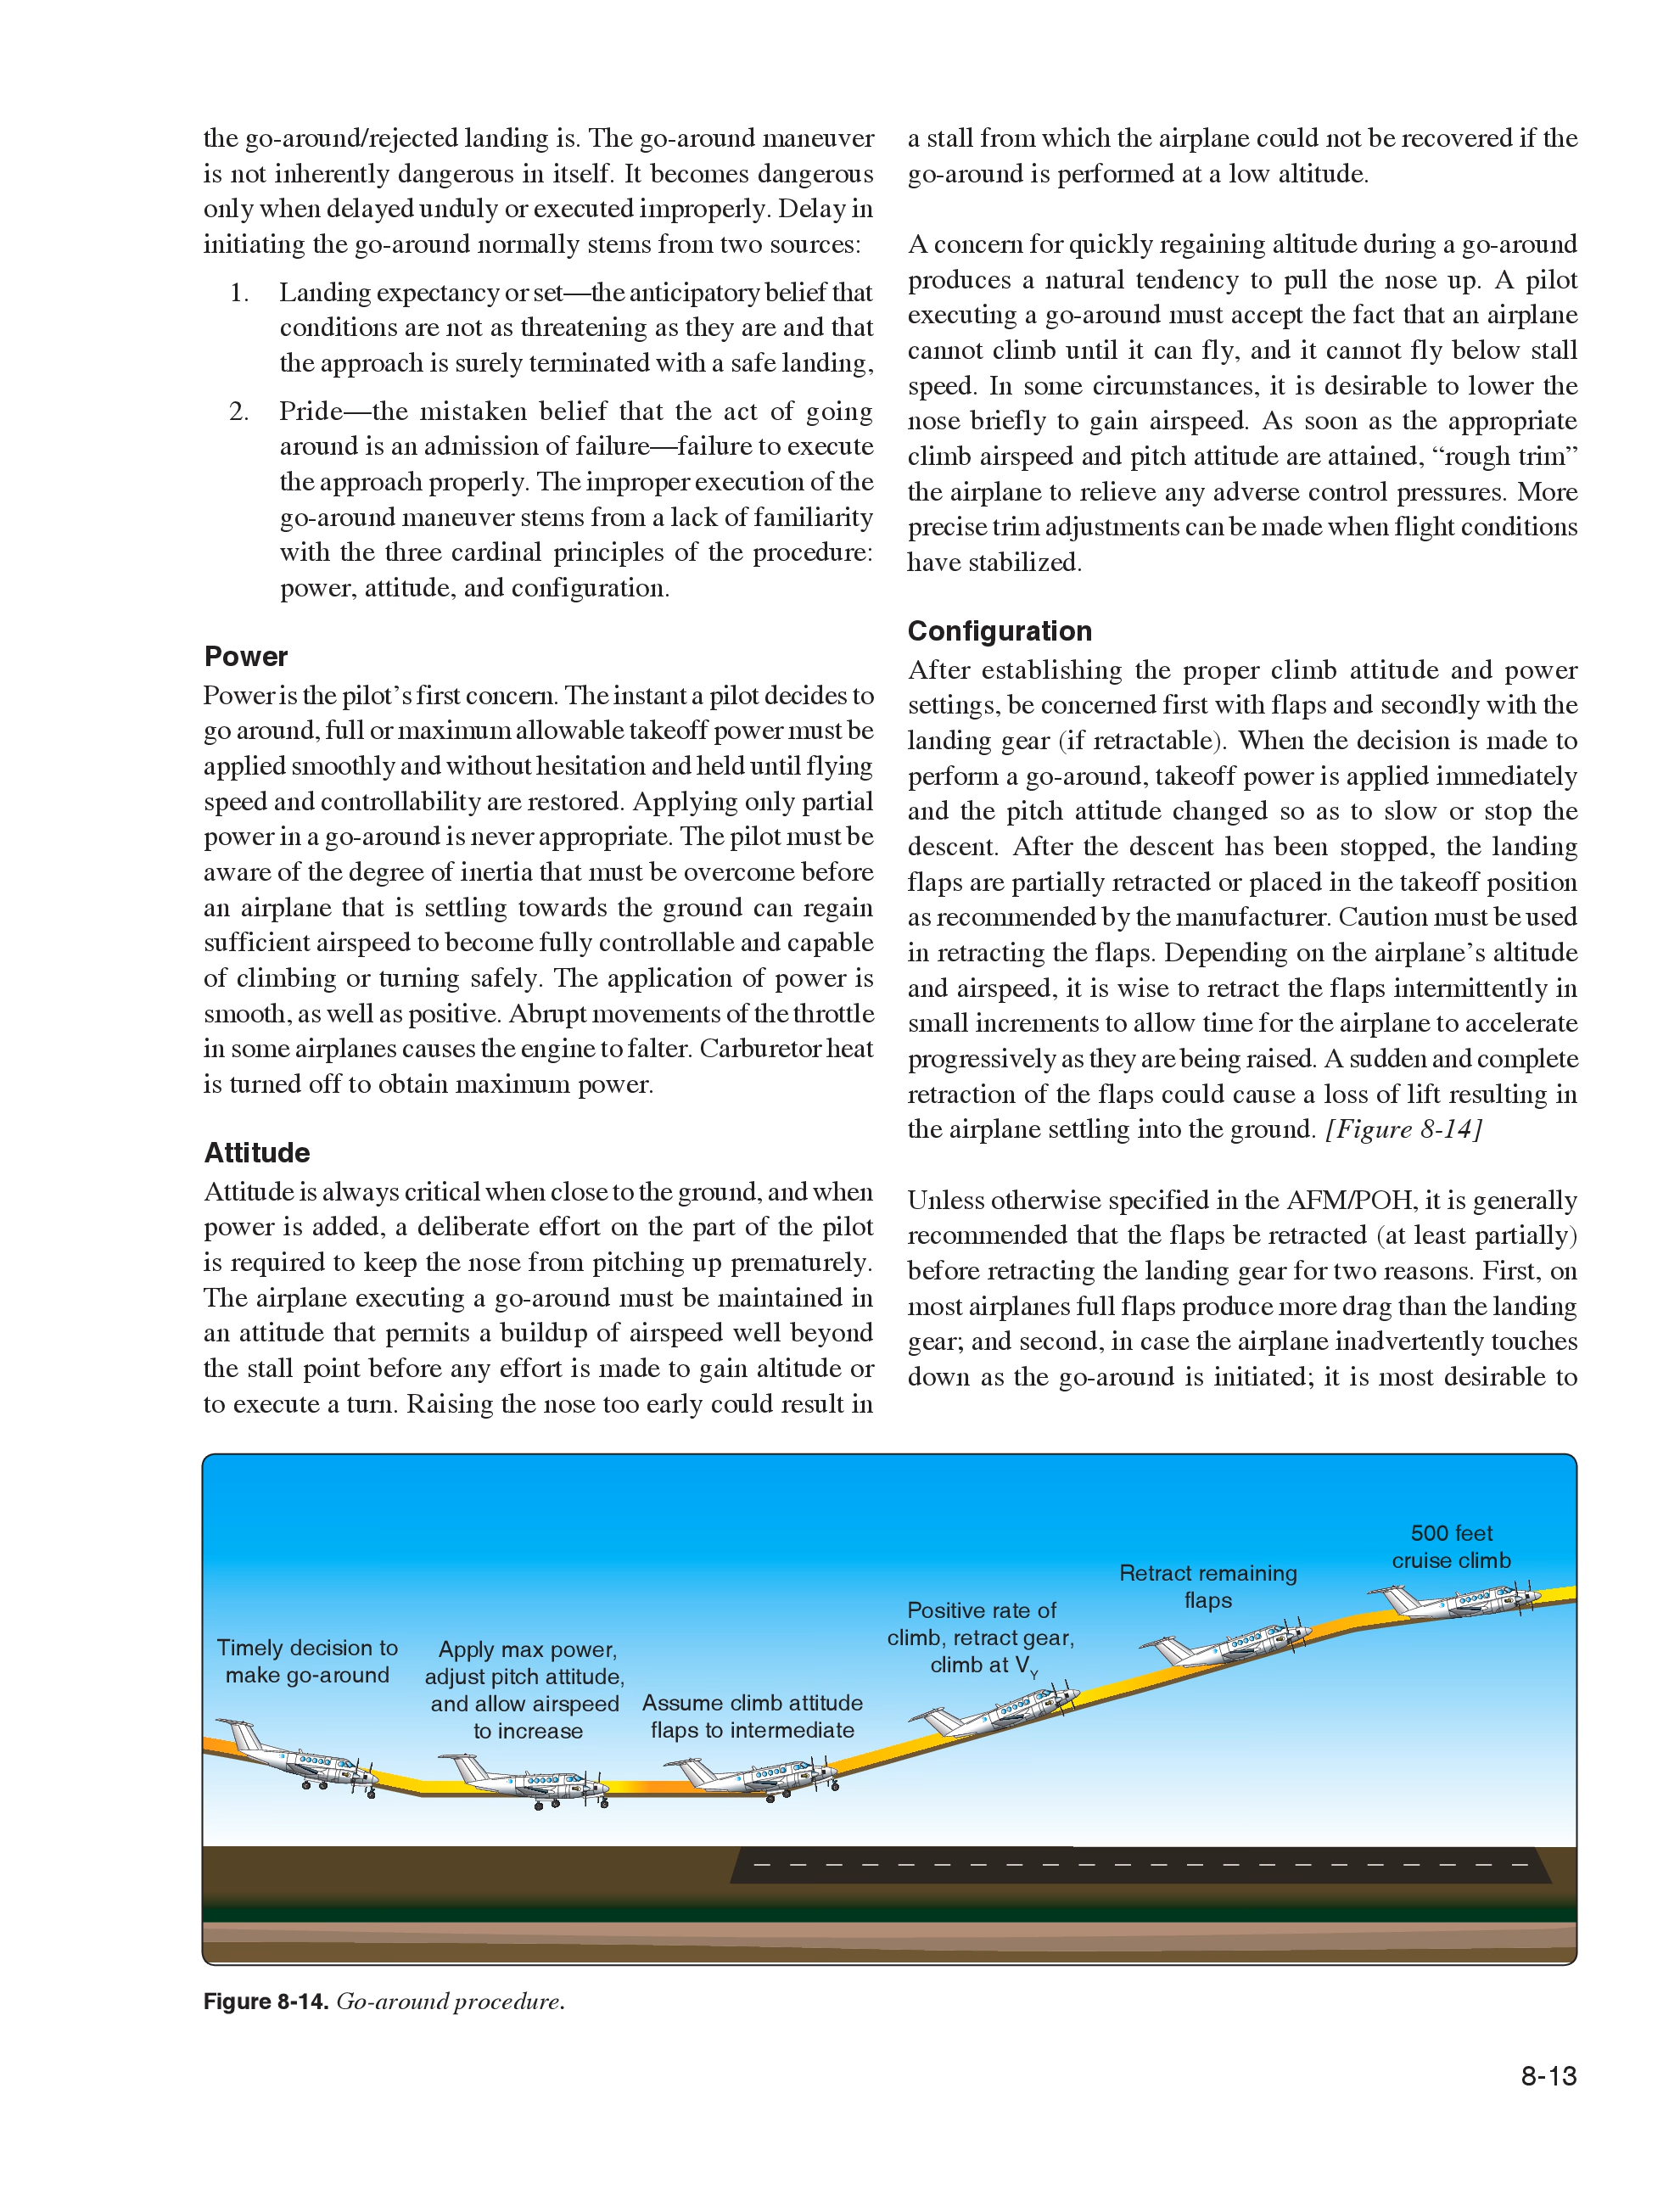 the go-around/rejected landing is. The go-around maneuver
is not inherently dangerous in itself. It becomes dangerous
only when delayed unduly or executed improperly. Delay in
initiating the go-around normally stems from two sources:
1. Landing expectancy or set—the anticipatory belief that
conditions are not as threatening as they are and that
the approach is surely terminated with a safe landing,
2. Pride—the mistaken belief that the act of going
around is an admission of failure—failure to execute
the approach properly. The improper execution of the
go-around maneuver stems from a lack of familiarity
with the three cardinal principles of the procedure:
power, attitude, and configuration.
Power
Power is the pilot's first concern. The instant a pilot decides to
go around, full or maximum allowable takeoff power must be
applied smoothly and without hesitation and held until flying
speed and controllability are restored. Applying only partial
power in a go-around is never appropriate. The pilot must be
aware of the degree of inertia that must be overcome before
an airplane that is settling towards the ground can regain
sufficient airspeed to become fully controllable and capable
of climbing or turning safely. The application of power is
smooth, as well as positive. Abrupt movements of the throttle
in some airplanes causes the engine to falter. Carburetor heat
is turned off to obtain maximum power.
Attitude
Attitude is always critical when close to the ground, and when
power is added, a deliberate effort on the part of the pilot
is required to keep the nose from pitching up prematurely.
The airplane executing a go-around must be maintained in
an attitude that permits a buildup of airspeed well beyond
the stall point before any effort is made to gain altitude or
to execute a turn. Raising the nose too early could result in
a stall from which the airplane could not be recovered if the
go-around is performed at a low altitude.
A concern for quickly regaining altitude during a go-around
produces a natural tendency to pull the nose up. A pilot
executing a go-around must accept the fact that an airplane
cannot climb until it can fly, and it cannot fly below stall
speed. In some circumstances, it is desirable to lower the
nose briefly to gain airspeed. As soon as the appropriate
climb airspeed and pitch attitude are attained, “rough trim”
the airplane to relieve any adverse control pressures. More
precise trim adjustments can be made when flight conditions
have stabilized.
Configuration
After establishing the proper climb attitude and power
settings, be concerned first with flaps and secondly with the
landing gear (if retractable). When the decision is made to
perform a go-around, takeoff power is applied immediately
and the pitch attitude changed so as to slow or stop the
descent. After the descent has been stopped, the landing
flaps are partially retracted or placed in the takeoff position
as recommended by the manufacturer. Caution must be used
in retracting the flaps. Depending on the airplane's altitude
and airspeed, it is wise to retract the flaps intermittently in
small increments to allow time for the airplane to accelerate
progressively as they are being raised. A sudden and complete
retraction of the flaps could cause a loss of lift resulting in
the airplane settling into the ground. [Figure 8-14]
Unless otherwise specified in the AFM/POH, it is generally
recommended that the flaps be retracted (at least partially)
before retracting the landing gear for two reasons. First, on
most airplanes full flaps produce more drag than the landing
gear; and second, in case the airplane inadvertently touches
down as the go-around is initiated; it is most desirable to
Timely decision to
make go-around
Apply max power,
adjust pitch attitude,
and allow airspeed
to increase
Assume climb attitude
flaps to intermediate
Positive rate of
climb, retract gear,
climb at VY
Retract remaining
flaps
500 feet
cruise climb
Figure 8-14. Go-around procedure.
8-13